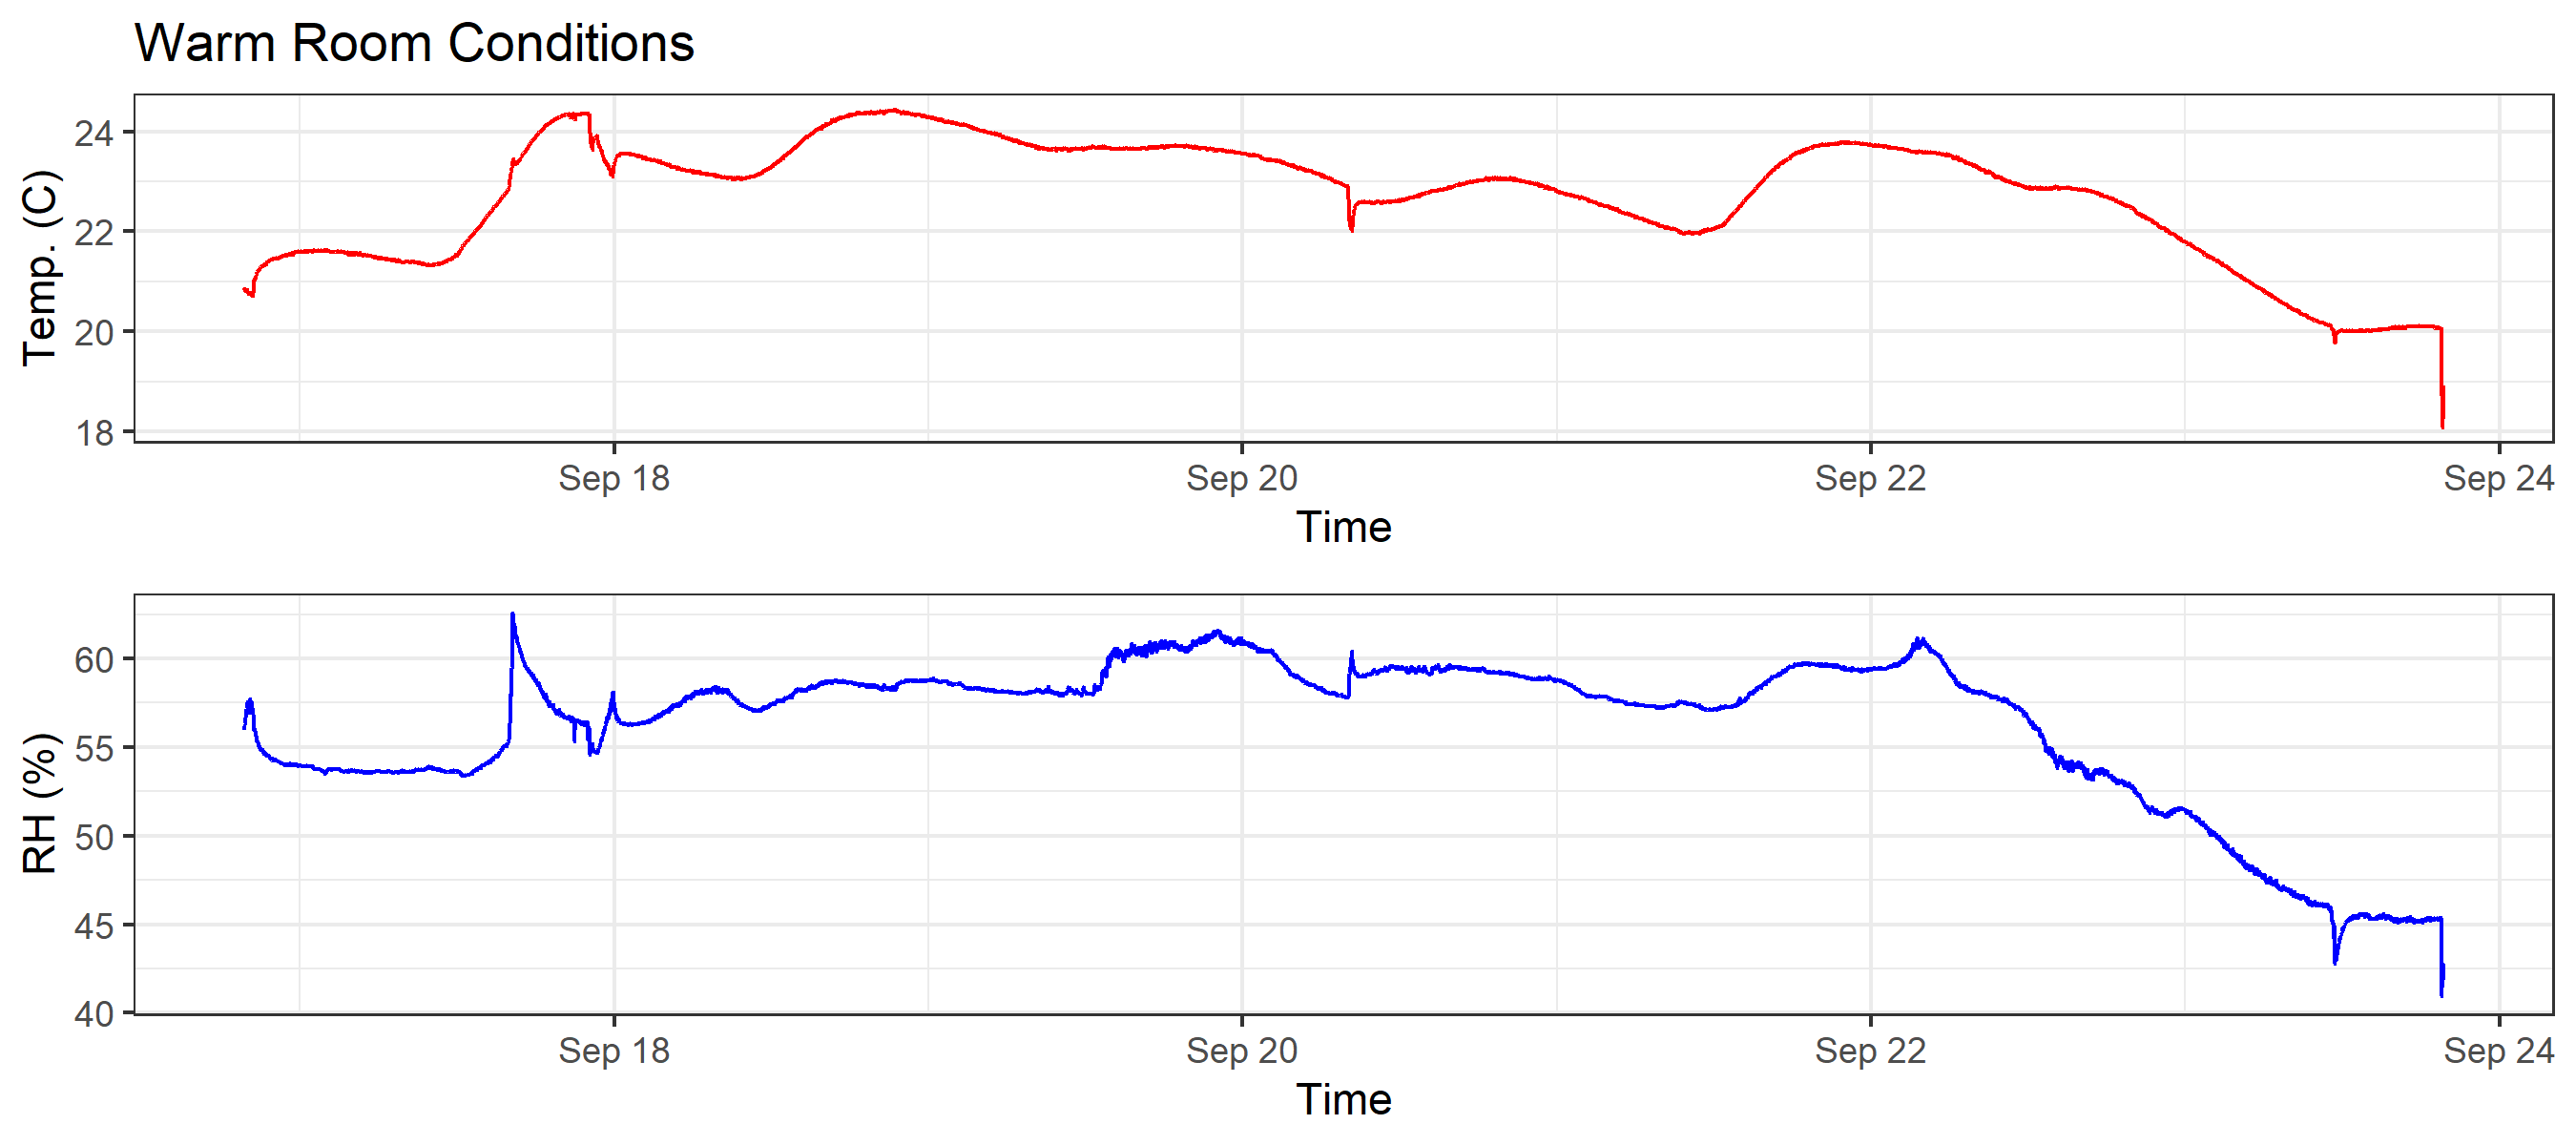 Warm Room Conditions
Temp. (C)
24
22
20
18
Sep 18
Sep 20
Sep 22
Sep 24
Time
RH (%)
60
55
50
45
40
Sep 18
Sep 20
Sep 22
Sep 24
Time